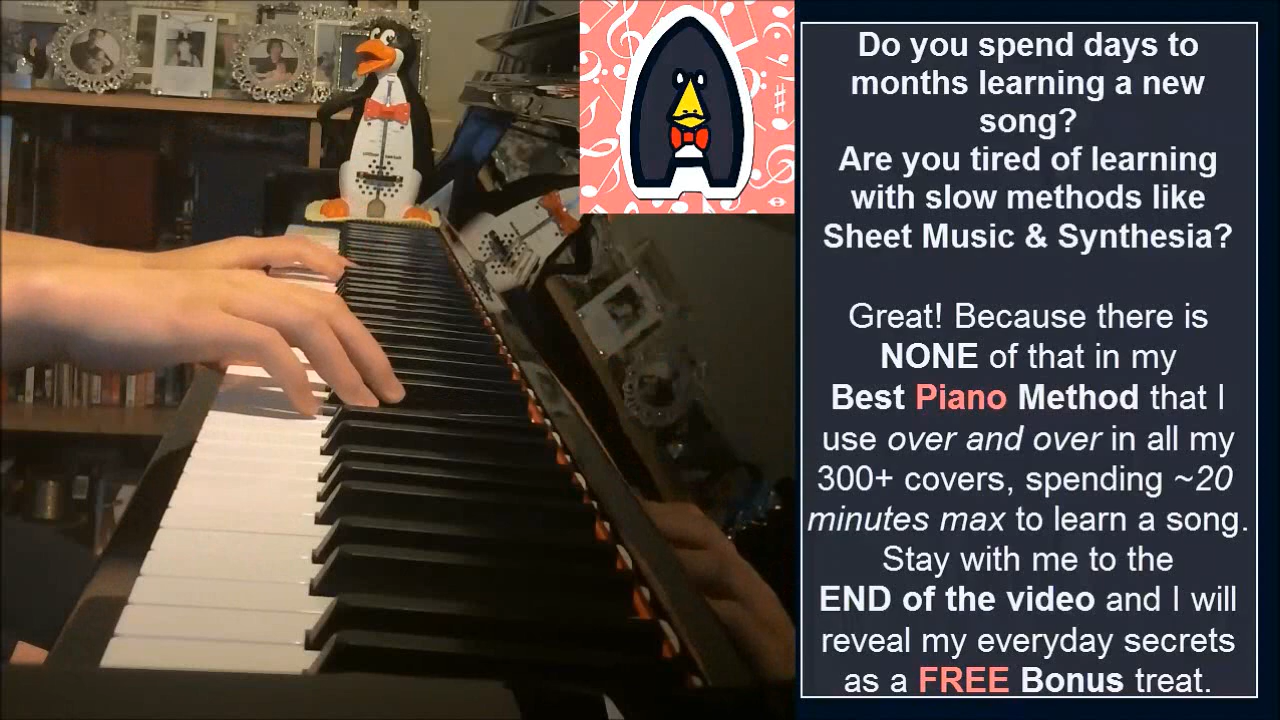 Do you spend days to
months learning a new
song?
Are you tired of learning
with slow methods like
Sheet Music & Synthesia?
Great! Because there is
NONE of that in my
Best Piano Method that I
use over and over in all my
300+ covers, spending ~20
minutes max to learn a song.
Stay with me to the
END of the video and I will
reveal my everyday secrets
as a FREE Bonus treat.